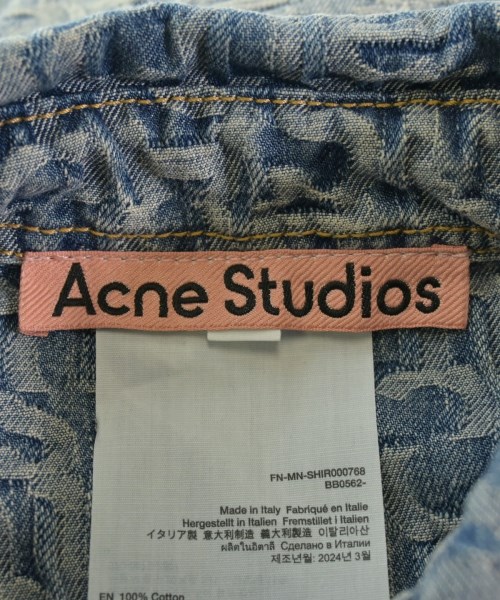 Acne Studios
FN-MN-SHIR000768
BB0562-
Made in Italy Fabriqué en Italie
Hergestellt in Italien Fremstillet i Italien
イタリア製 意大利制造 義大利製造 이탈리아산
ผลิตในอิตาลี Сделано в Италии
제조년월: 2024년 3월
EN 100% Cotton